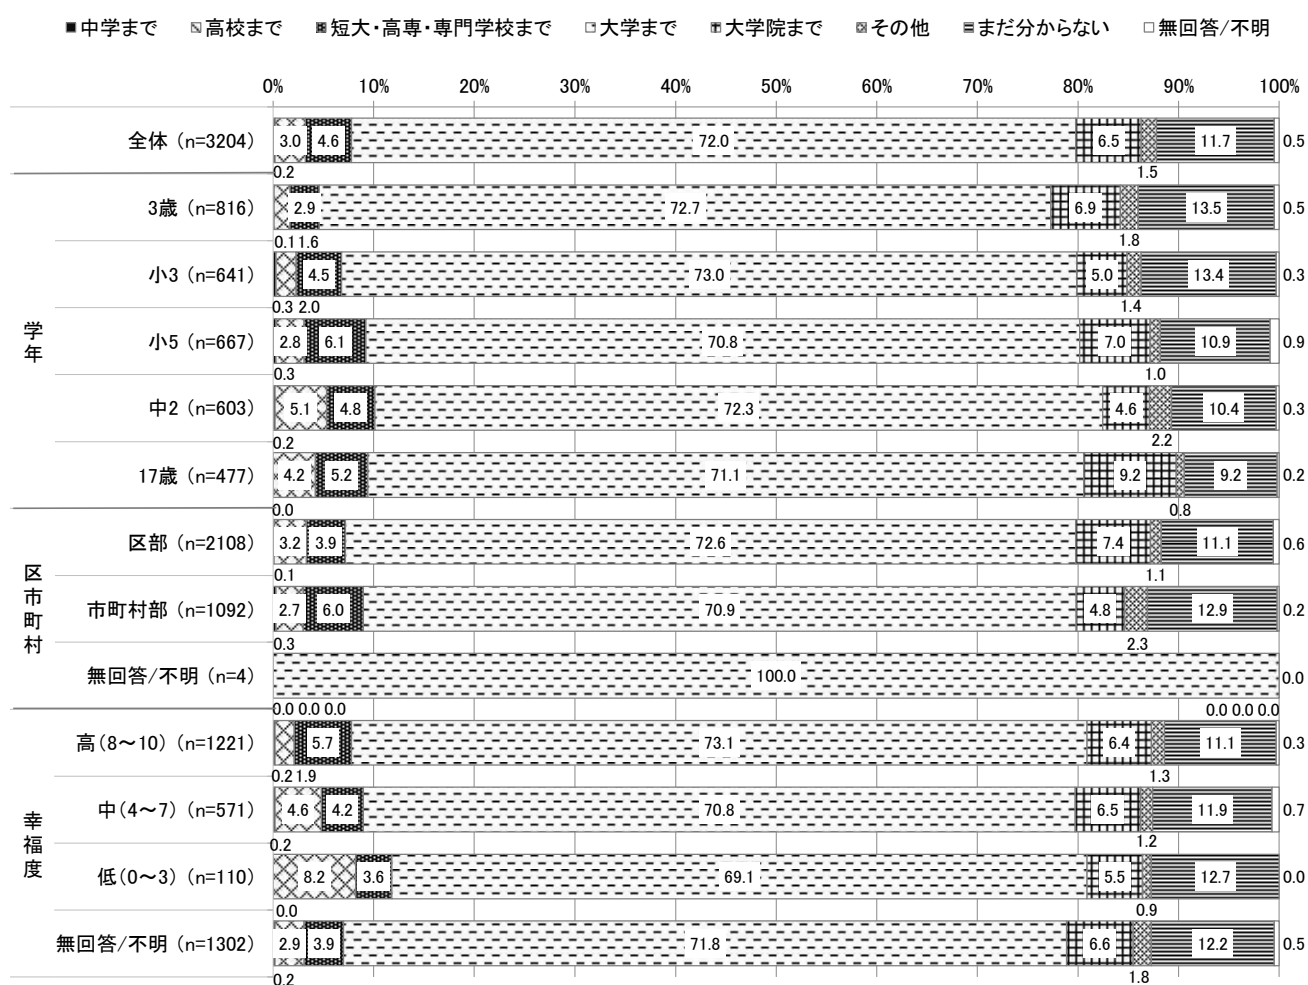 ■中学まで ▧高校まで ▩短大・高専・専門学校まで □大学まで ▦大学院まで ▨その他 ▤まだ分からない □無回答/不明
0% 10% 20% 30% 40% 50% 60% 70% 80% 90% 100%
全体 (n=3204) 3.0 4.6 72.0 6.5 11.7 0.5
0.2 1.5
3歳 (n=816) 2.9 72.7 6.9 13.5 0.5
0.1 1.6 1.8
小3 (n=641) 4.5 73.0 5.0 13.4 0.3
0.3 2.0 1.4
学年
小5 (n=667) 2.8 6.1 70.8 7.0 10.9 0.9
0.3 1.0
中2 (n=603) 5.1 4.8 72.3 4.6 10.4 0.3
0.2 2.2
17歳 (n=477) 4.2 5.2 71.1 9.2 9.2 0.2
0.0 0.8
区部 (n=2108) 3.2 3.9 72.6 7.4 11.1 0.6
0.1 1.1
区市町村
市町村部 (n=1092) 2.7 6.0 70.9 4.8 12.9 0.2
0.3 2.3
無回答/不明 (n=4) 100.0 0.0
0.0 0.0 0.0 0.0 0.0 0.0
高(8～10) (n=1221) 5.7 73.1 6.4 11.1 0.3
0.2 1.9 1.3
中(4～7) (n=571) 4.6 4.2 70.8 6.5 11.9 0.7
0.2 1.2
幸福度
低(0～3) (n=110) 8.2 3.6 69.1 5.5 12.7 0.0
0.0 0.9
無回答/不明 (n=1302) 2.9 3.9 71.8 6.6 12.2 0.5
0.2 1.8